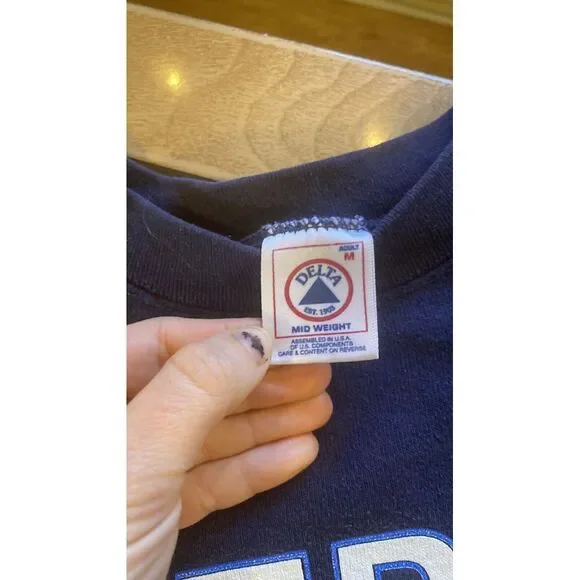 ADULT
M
DELTA
EST. 1903
MID WEIGHT
ASSEMBLED IN U.S.A.
OF U.S. COMPONENTS
CARE & CONTENT ON REVERSE